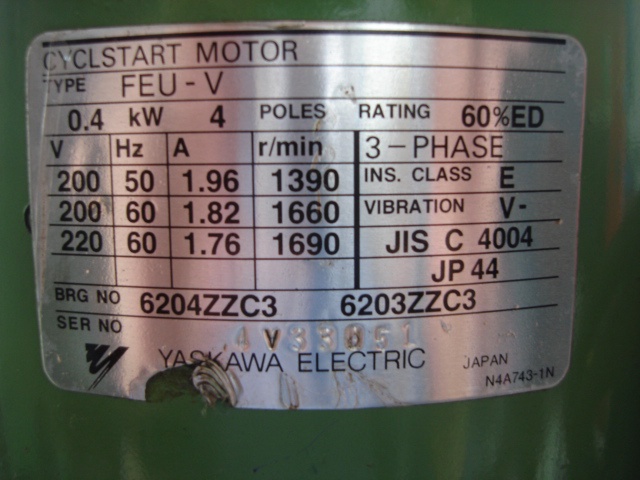 CYCLSTART MOTOR
TYPE FEU-V
0.4 kW 4 POLES RATING 60%ED
V Hz A r/min 3-PHASE
200 50 1.96 1390 INS. CLASS E
200 60 1.82 1660 VIBRATION V-
220 60 1.76 1690 JIS C 4004
JP 44
BRG NO 6204ZZC3 6203ZZC3
SER NO
YASKAWA ELECTRIC JAPAN
N4A743-1N